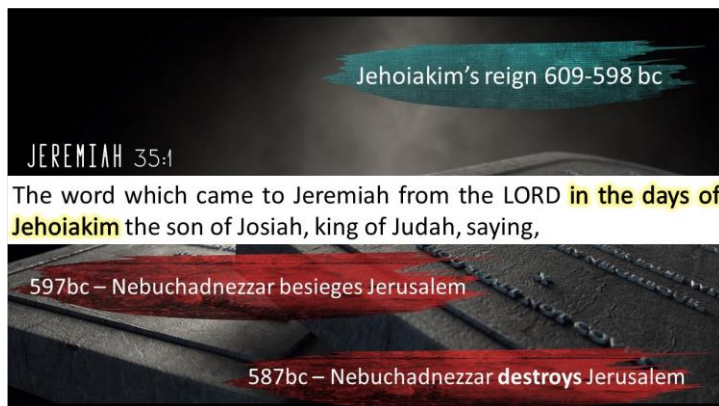 Jehoiakim’s reign 609-598 bc
JEREMIAH 35:1
The word which came to Jeremiah from the LORD in the days of
Jehoiakim the son of Josiah, king of Judah, saying,
597bc – Nebuchadnezzar besieges Jerusalem
587bc – Nebuchadnezzar destroys Jerusalem